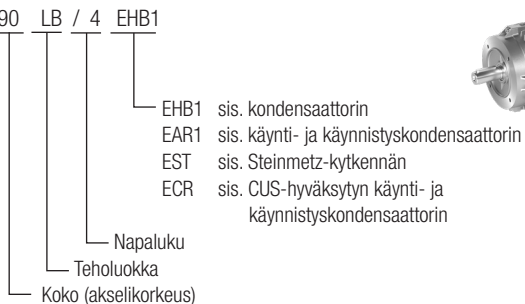 90 LB / 4 EHB1
EHB1 sis. kondensaattorin
EAR1 sis. käynti- ja käynnistyskondensaattorin
EST sis. Steinmetz-kytkennän
ECR sis. CUS-hyväksytyn käynti- ja
käynnistyskondensaattorin
Napaluku
Teholuokka
Koko (akselikorkeus)